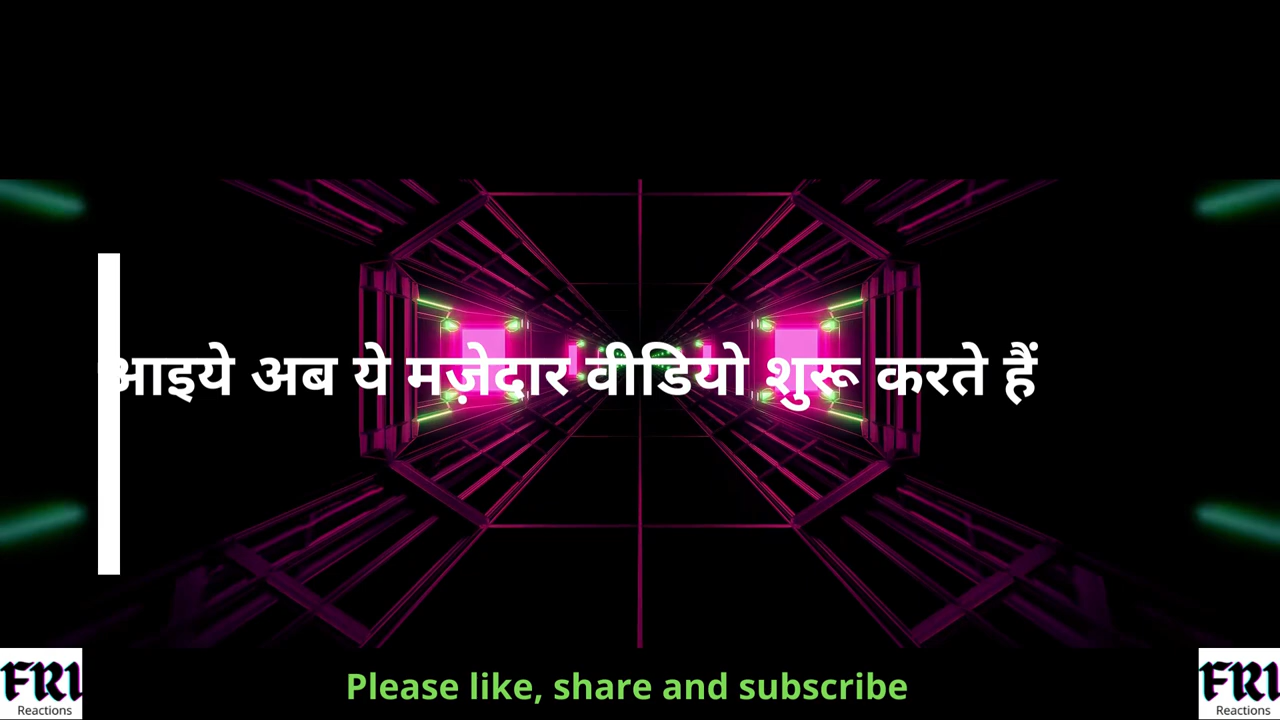 आइये अब ये मज़ेदार वीडियो शुरू करते हैं
FRI
Reactions
Please like, share and subscribe
FRI
Reactions